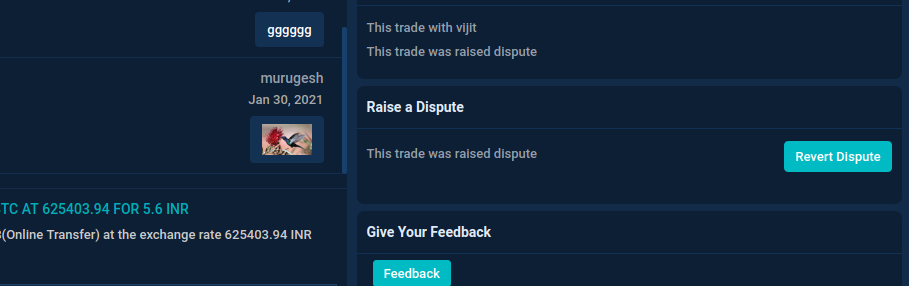 gggggg
murugesh
Jan 30, 2021
TC AT 625403.94 FOR 5.6 INR
(Online Transfer) at the exchange rate 625403.94 INR
This trade with vijit
This trade was raised dispute
Raise a Dispute
This trade was raised dispute
Revert Dispute
Give Your Feedback
Feedback